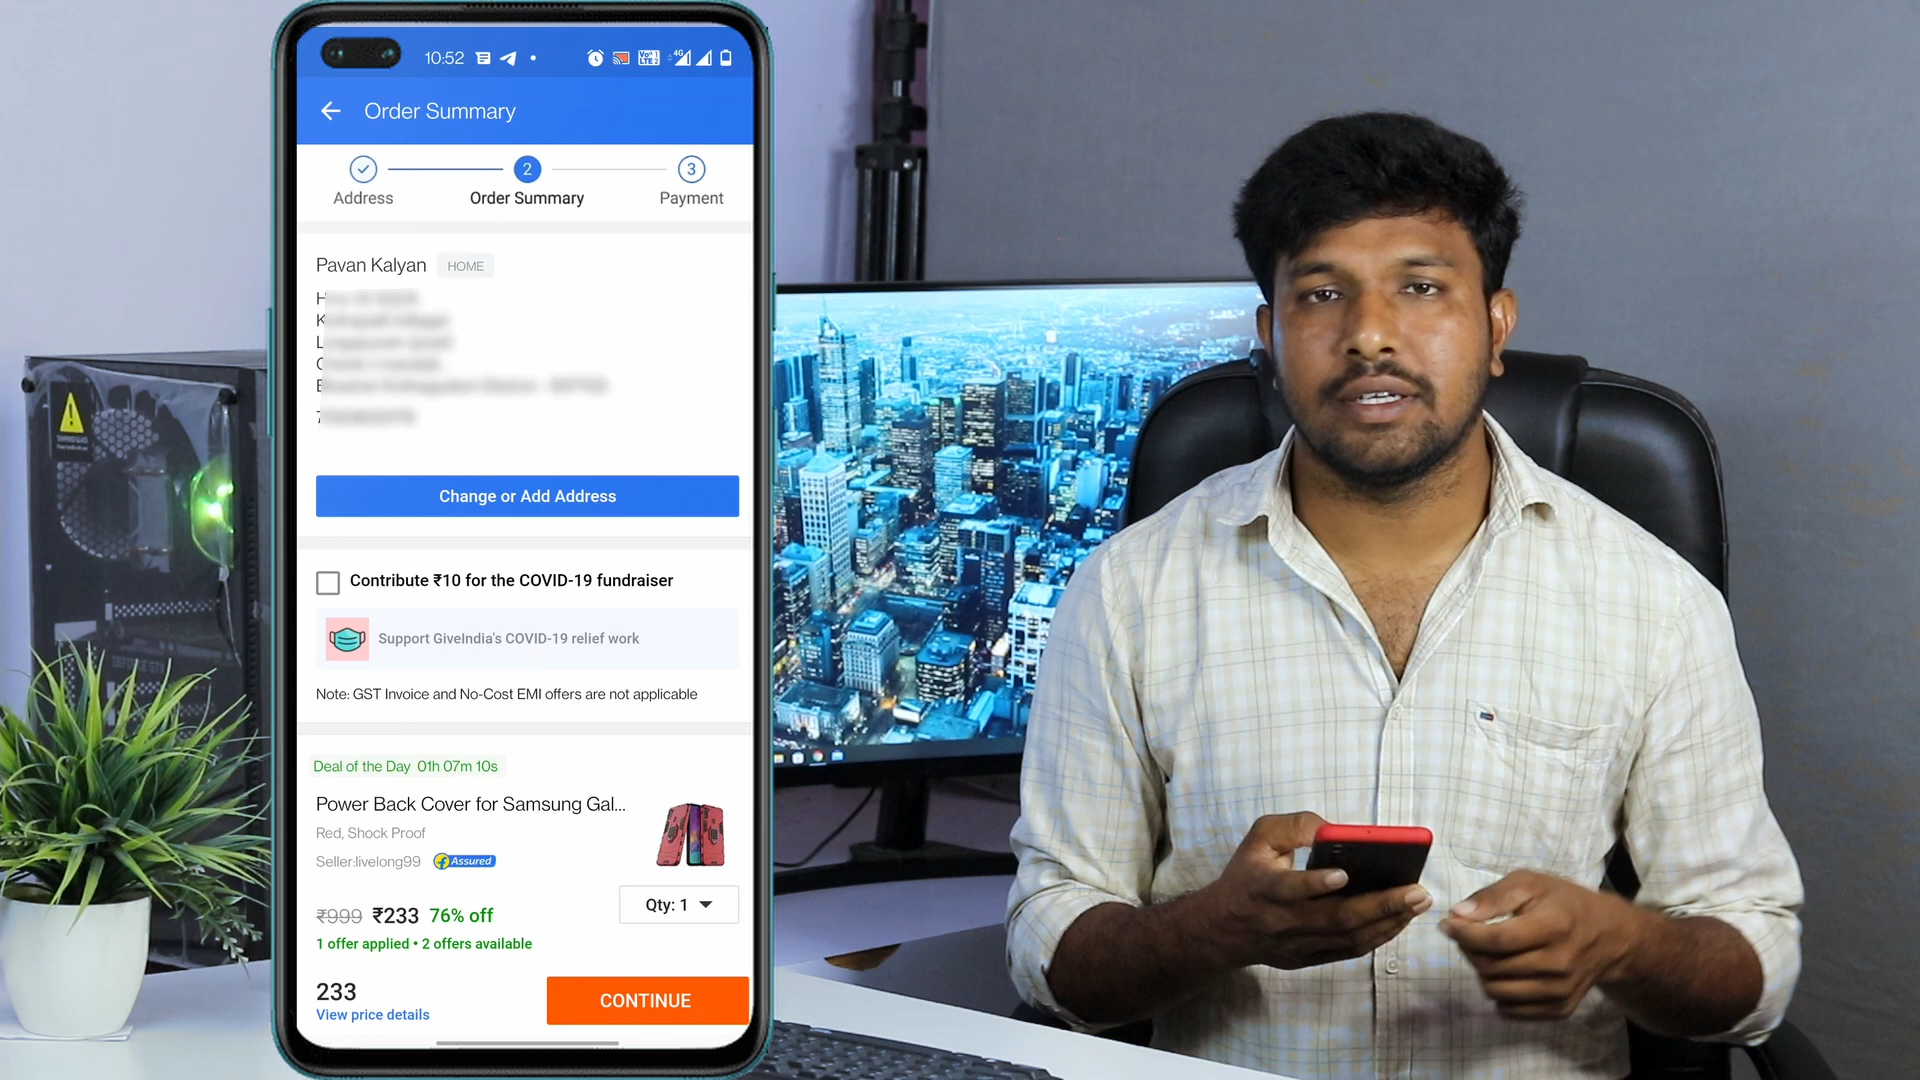 10:52
4G
Order Summary
2
3
Address
Order Summary
Payment
Pavan Kalyan HOME
Change or Add Address
Contribute ₹10 for the COVID-19 fundraiser
Support GiveIndia's COVID-19 relief work
Note: GST Invoice and No-Cost EMI offers are not applicable
Deal of the Day 01h 07m 10s
Power Back Cover for Samsung Gal...
Red, Shock Proof
Seller:livelong99 Assured
Qty: 1
₹999 ₹233 76% off
1 offer applied • 2 offers available
233
View price details
CONTINUE